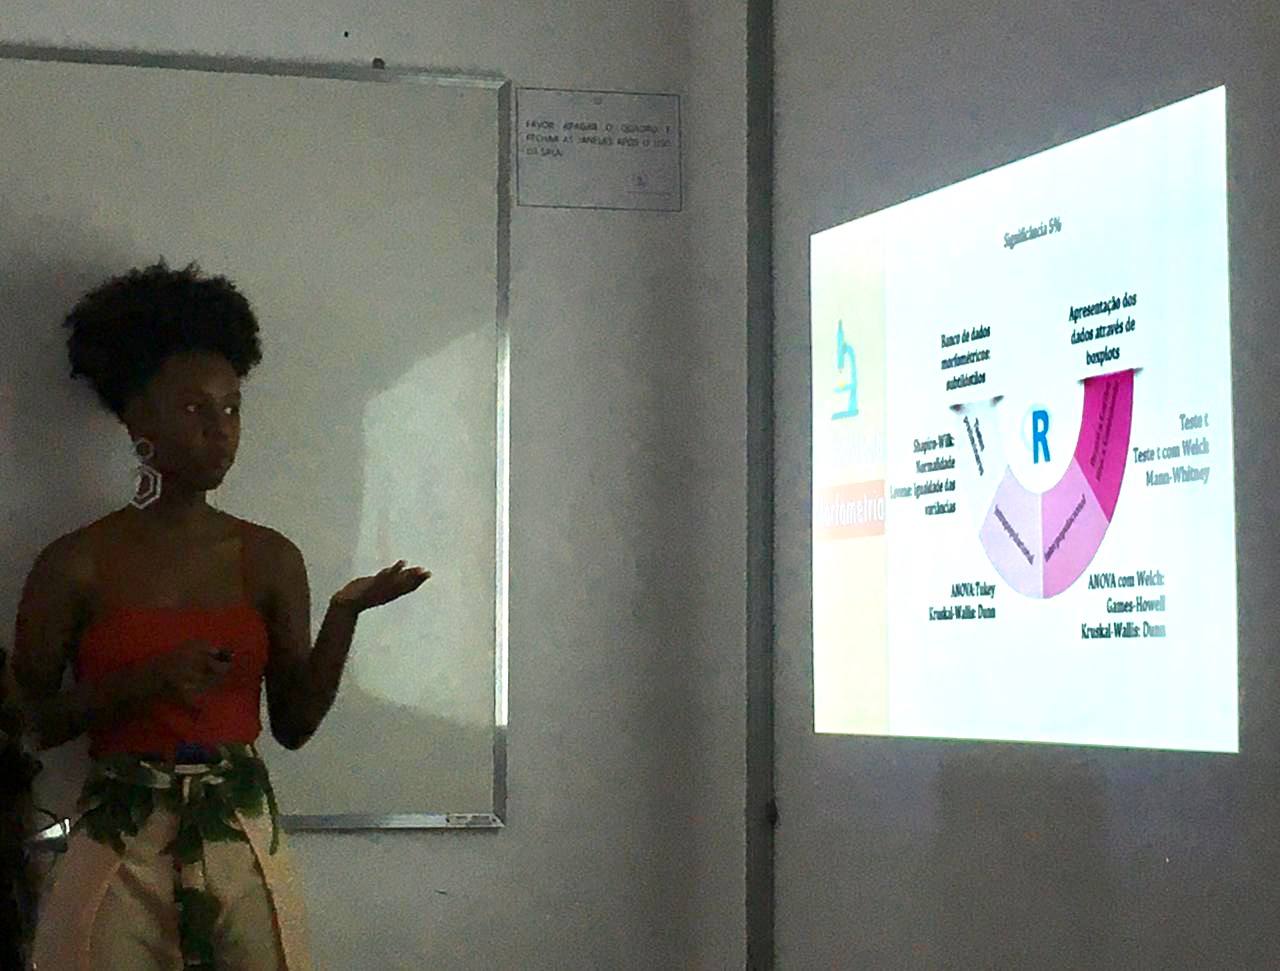 FAVOR APAGAR O QUADRO E
FECHAR AS JANELAS APÓS O USO
DA SALA.
Significância 5%
Banco de dados
morfométricos:
Apresentação dos
dados através de
boxplots
R
Shapiro-Wilk:
Normalidade
Levene: igualdade das
variâncias
Teste t
Teste t com Welch
Mann-Whitney
Morfometria
ANOVA: Tukey
Kruskal-Wallis: Dunn
ANOVA com Welch:
Games-Howell
Kruskal-Wallis: Dunn